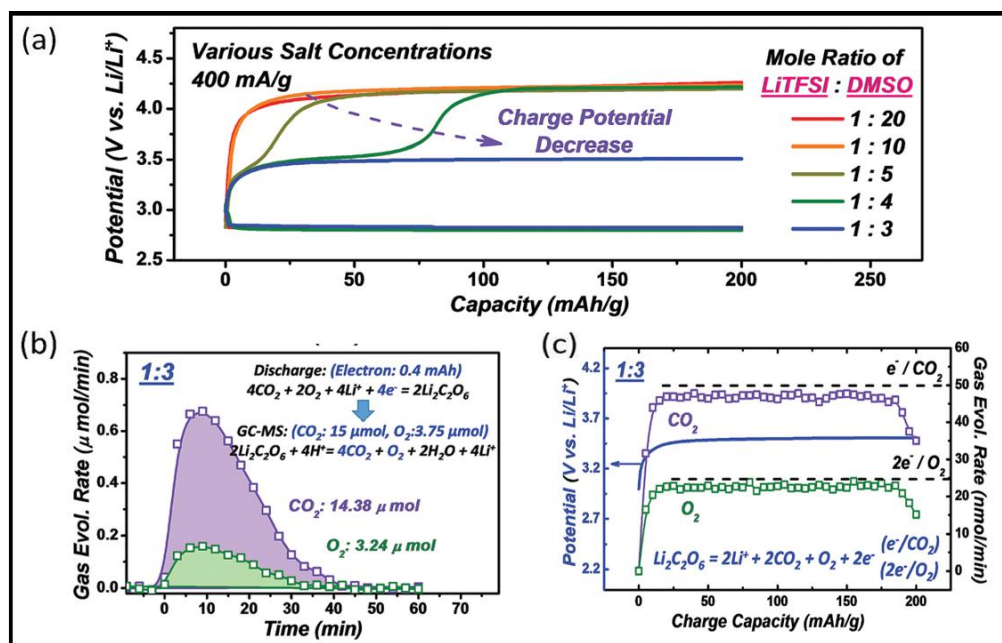 (a)
Various Salt Concentrations
400 mA/g
Charge Potential
Decrease
Mole Ratio of
LiTFSI : DMSO
1 : 20
1 : 10
1 : 5
1 : 4
1 : 3
Potential (V vs. Li/Li⁺)
4.5
4.0
3.5
3.0
2.5
0 50 100 150 200 250
Capacity (mAh/g)
(b)
1:3
Discharge: (Electron: 0.4 mAh)
4CO₂ + 2O₂ + 4Li⁺ + 4e⁻ = 2Li₂C₂O₆
GC-MS: (CO₂: 15 μmol, O₂:3.75 μmol)
2Li₂C₂O₆ + 4H⁺= 4CO₂ + O₂ + 2H₂O + 4Li⁺
CO₂: 14.38 μ mol
O₂: 3.24 μ mol
Gas Evol. Rate (μ mol/min)
0.8
0.6
0.4
0.2
0.0
-10 0 10 20 30 40 50 60 70
Time (min)
(c)
1:3
e⁻/CO₂
CO₂
2e⁻/O₂
O₂
Li₂C₂O₆ = 2Li⁺ + 2CO₂ + O₂ + 2e⁻
(e⁻/CO₂)
(2e⁻/O₂)
Potential (V vs. Li/Li⁺)
4.2
3.9
3.6
3.3
3.0
2.7
2.4
2.2
Gas Evol. Rate (nmol/min)
60
50
40
30
20
10
0
0 50 100 150 200
Charge Capacity (mAh/g)